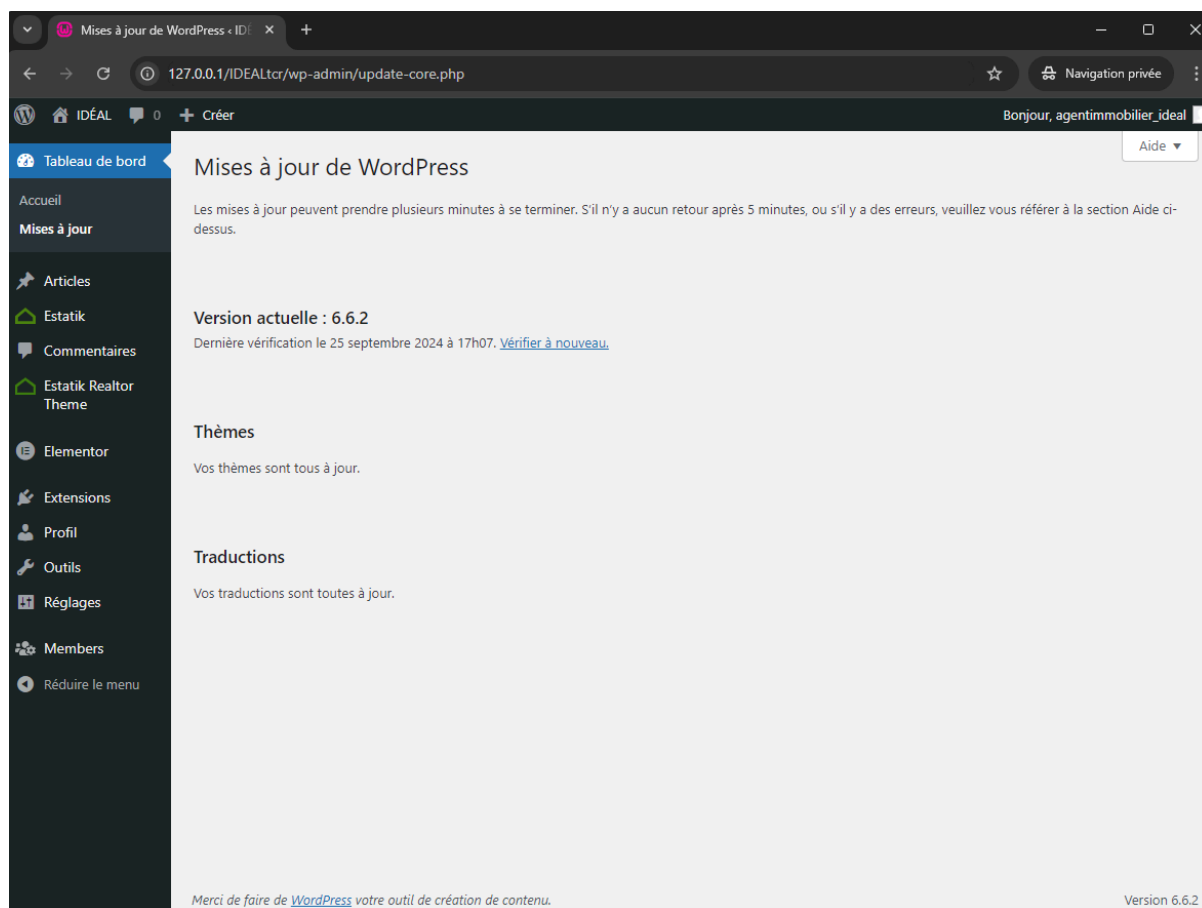 Mises à jour de WordPress ‹ IDÉ
127.0.0.1/IDEALtcr/wp-admin/update-core.php
Navigation privée
IDÉAL
0
Créer
Bonjour, agentimmobilier_ideal
Aide
Tableau de bord
Accueil
Mises à jour
Articles
Estatik
Commentaires
Estatik Realtor
Theme
Elementor
Extensions
Profil
Outils
Réglages
Members
Réduire le menu
Mises à jour de WordPress
Les mises à jour peuvent prendre plusieurs minutes à se terminer. S'il n'y a aucun retour après 5 minutes, ou s'il y a des erreurs, veuillez vous référer à la section Aide ci-
dessus.
Version actuelle : 6.6.2
Dernière vérification le 25 septembre 2024 à 17h07. Vérifier à nouveau.
Thèmes
Vos thèmes sont tous à jour.
Traductions
Vos traductions sont toutes à jour.
Merci de faire de WordPress votre outil de création de contenu.
Version 6.6.2